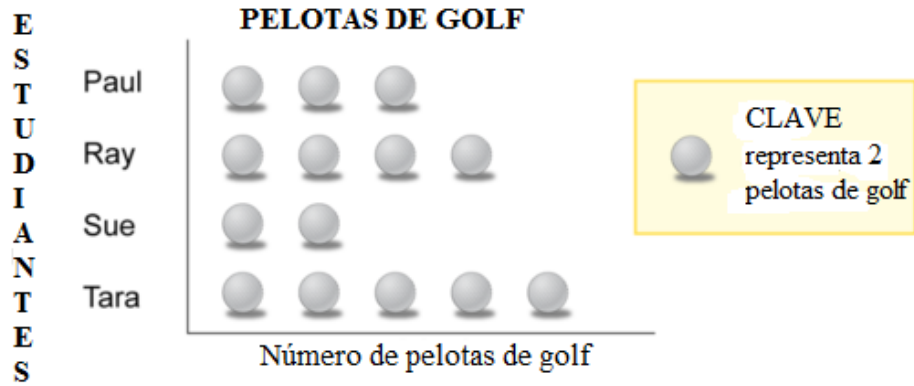 PELOTAS DE GOLF
ESTUDIANTES
Paul
Ray
Sue
Tara
Número de pelotas de golf
CLAVE
representa 2
pelotas de golf